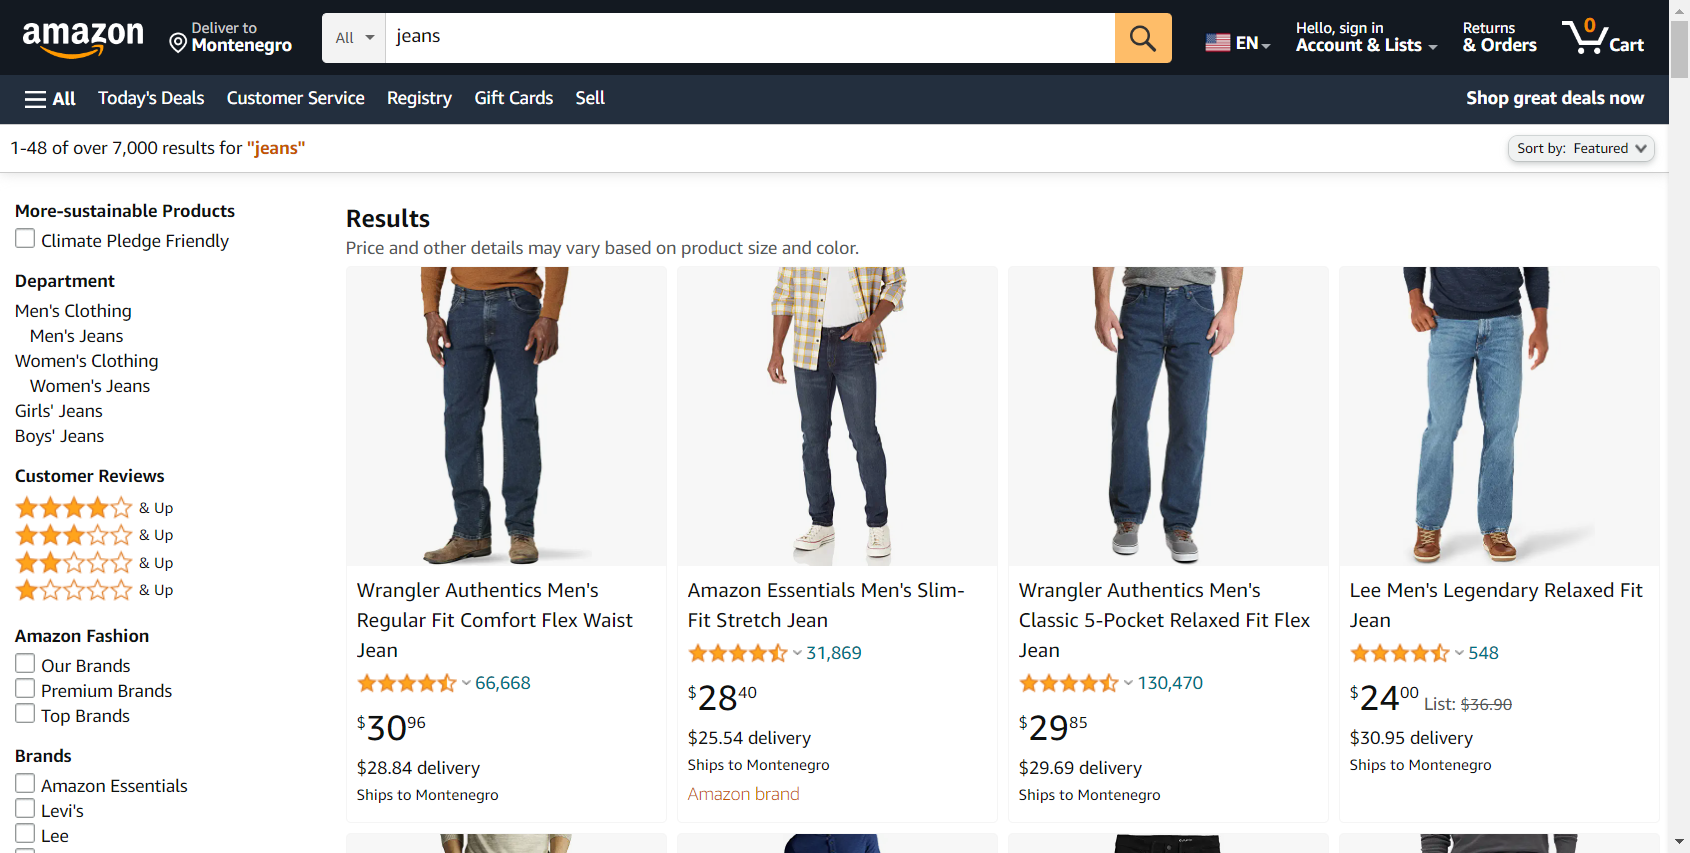 amazon
Deliver to
Montenegro
All
jeans
EN
Hello, sign in
Account & Lists
Returns
& Orders
0
Cart
All
Today's Deals
Customer Service
Registry
Gift Cards
Sell
Shop great deals now
1-48 of over 7,000 results for "jeans"
Sort by: Featured
More-sustainable Products
Climate Pledge Friendly
Department
Men's Clothing
Men's Jeans
Women's Clothing
Women's Jeans
Girls' Jeans
Boys' Jeans
Customer Reviews
& Up
& Up
& Up
& Up
Amazon Fashion
Our Brands
Premium Brands
Top Brands
Brands
Amazon Essentials
Levi's
Lee
Results
Price and other details may vary based on product size and color.
Wrangler Authentics Men's
Regular Fit Comfort Flex Waist
Jean
66,668
$3096
$28.84 delivery
Ships to Montenegro
Amazon Essentials Men's Slim-
Fit Stretch Jean
31,869
$2840
$25.54 delivery
Ships to Montenegro
Amazon brand
Wrangler Authentics Men's
Classic 5-Pocket Relaxed Fit Flex
Jean
130,470
$2985
$29.69 delivery
Ships to Montenegro
Lee Men's Legendary Relaxed Fit
Jean
548
$2400 List: $36.90
$30.95 delivery
Ships to Montenegro